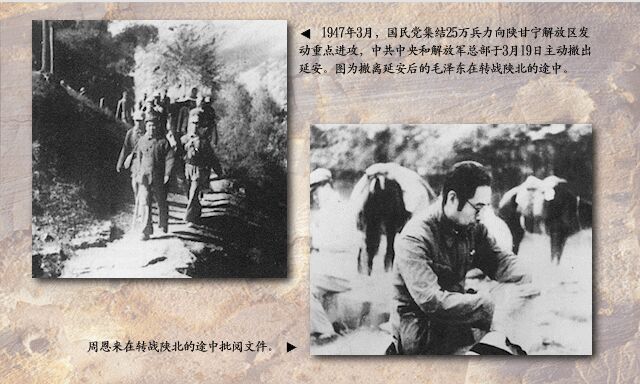 ◀ 1947年3月，国民党集结25万兵力向陕甘宁解放区发
动重点进攻，中共中央和解放军总部于3月19日主动撤出
延安。图为撤离延安后的毛泽东在转战陕北的途中。
周恩来在转战陕北的途中批阅文件。 ▶